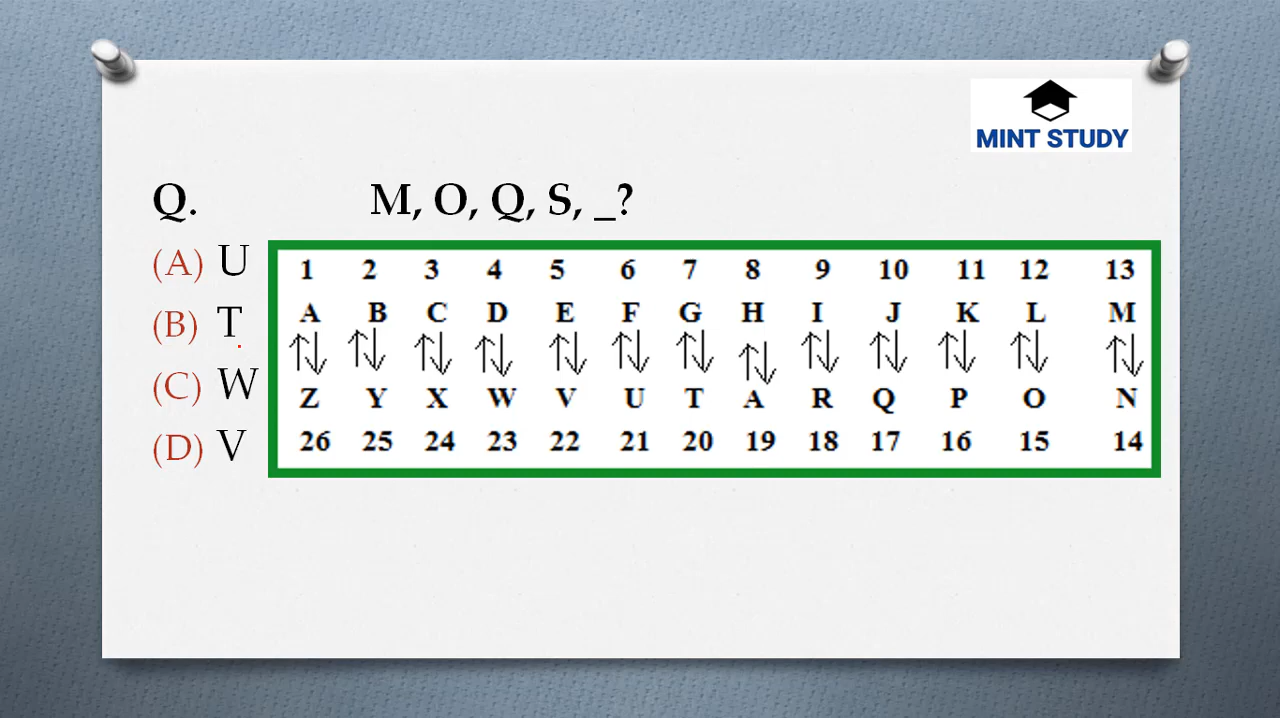 MINT STUDY
Q. M, O, Q, S, _?
(A) U
(B) T
(C) W
(D) V
1 2 3 4 5 6 7 8 9 10 11 12 13
A B C D E F G H I J K L M
Z Y X W V U T A R Q P O N
26 25 24 23 22 21 20 19 18 17 16 15 14